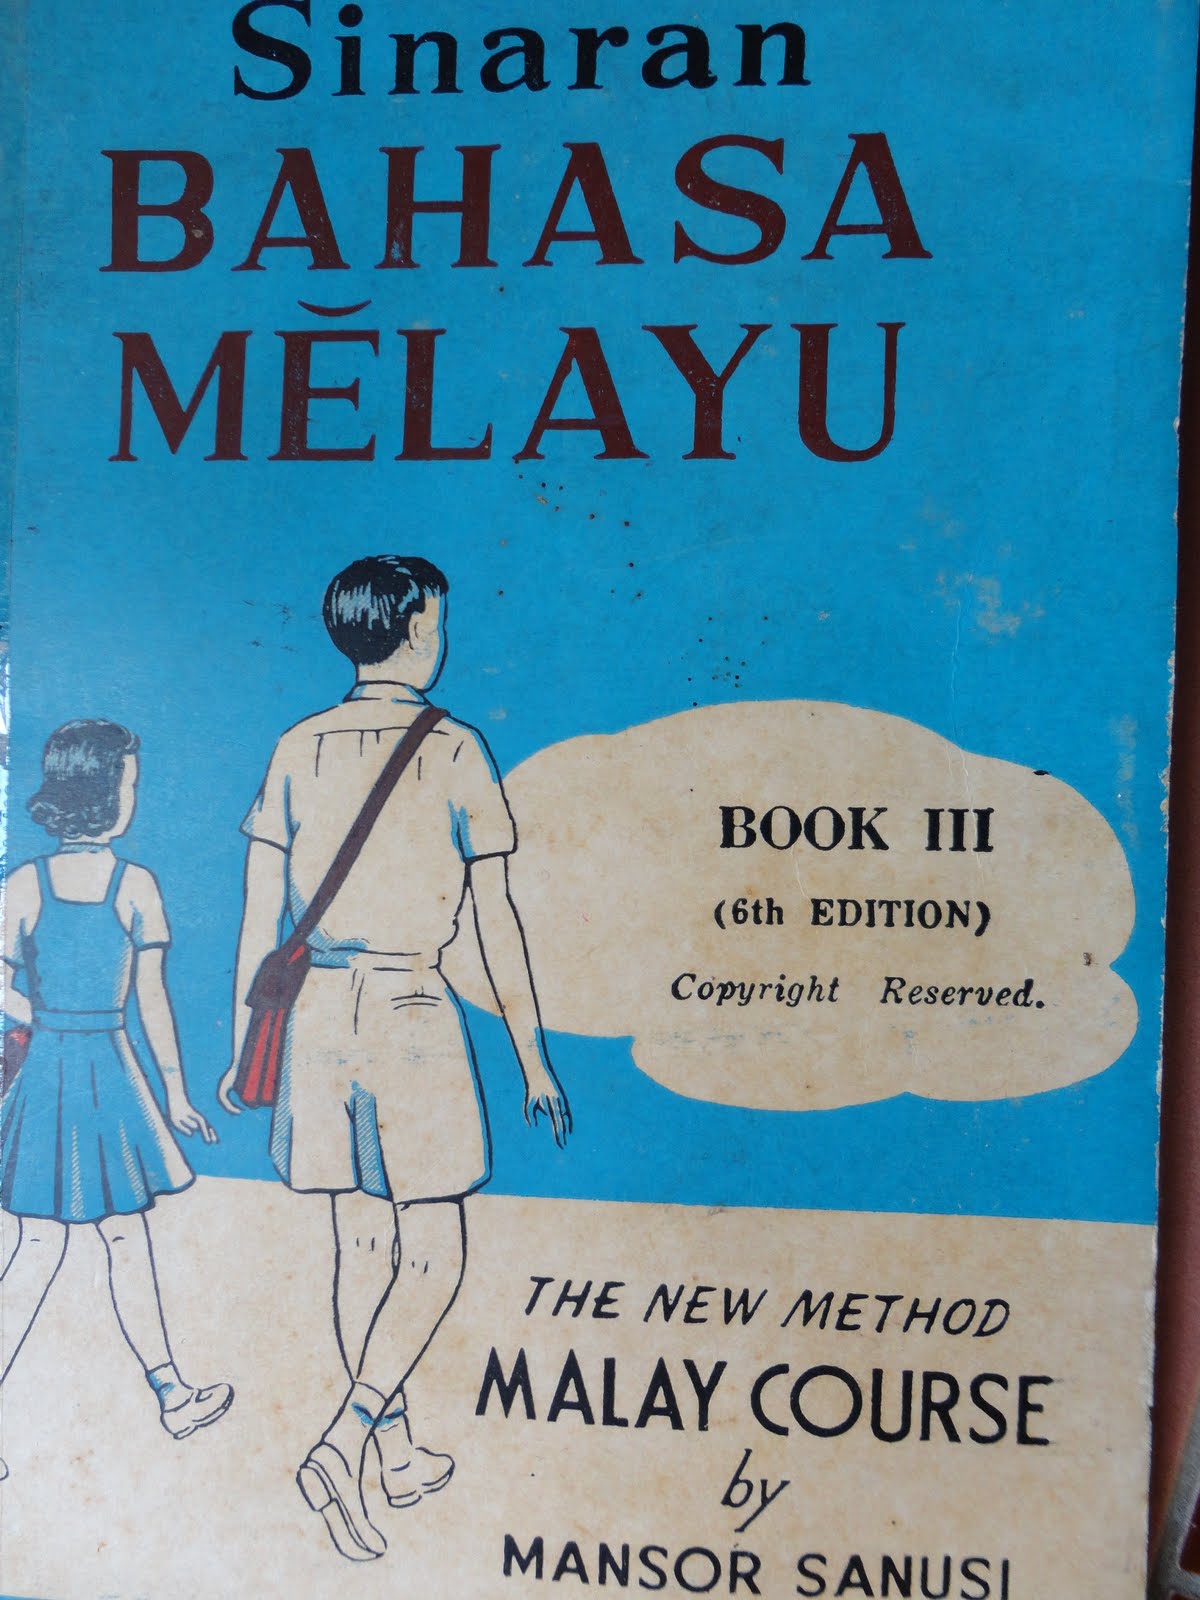 Sinaran
BAHASA
MĔLAYU
BOOK III
(6th EDITION)
Copyright Reserved.
THE NEW METHOD
MALAY COURSE
by
MANSOR SANUSI